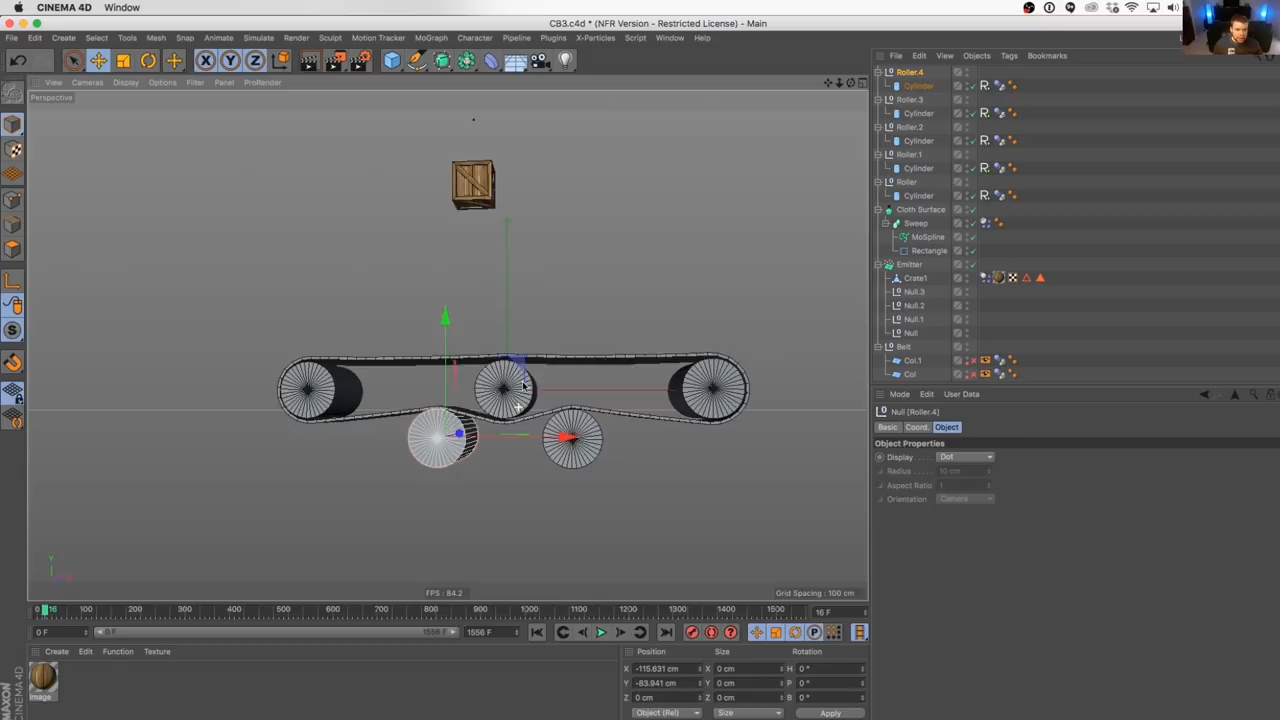 CINEMA 4D Window
CB3.c4d * (NFR Version - Restricted License) - Main
File Edit Create Select Tools Mesh Snap Animate Simulate Render Sculpt Motion Tracker MoGraph Character Pipeline Plugins X-Particles Script Window Help
File Edit View Objects Tags Bookmarks
View Cameras Display Options Filter Panel ProRender
Perspective
Roller.4
Cylinder
Roller.3
Cylinder
Roller.2
Cylinder
Roller.1
Cylinder
Roller
Cylinder
Cloth Surface
Sweep
MoSpline
Rectangle
Emitter
Crate1
Null.3
Null.2
Null.1
Null
Belt
Col.1
Col
Mode Edit User Data
Null [Roller.4]
Basic Coord. Object
Object Properties
Display Dot
Radius 10 cm
Aspect Ratio 1
Orientation Camera
Y
FPS : 84.2
Grid Spacing : 100 cm
0 16 100 200 300 400 500 600 700 800 900 1000 1100 1200 1300 1400 1500 16 F
0 F 0 F 1556 F 1556 F
Create Edit Function Texture
Image
Position Size Rotation
X -115.631 cm X 0 cm H 0 °
Y -83.941 cm Y 0 cm P 0 °
Z 0 cm Z 0 cm B 0 °
Object (Rel) Size Apply
MAXON CINEMA 4D